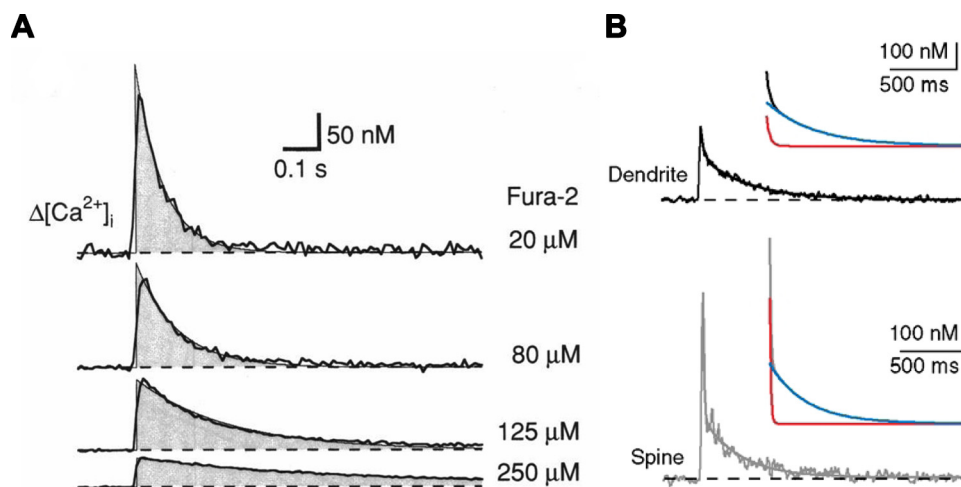 A
50 nM
0.1 s
Fura-2
Δ[Ca²⁺]ᵢ
20 µM
80 µM
125 µM
250 µM
B
100 nM
500 ms
Dendrite
100 nM
500 ms
Spine